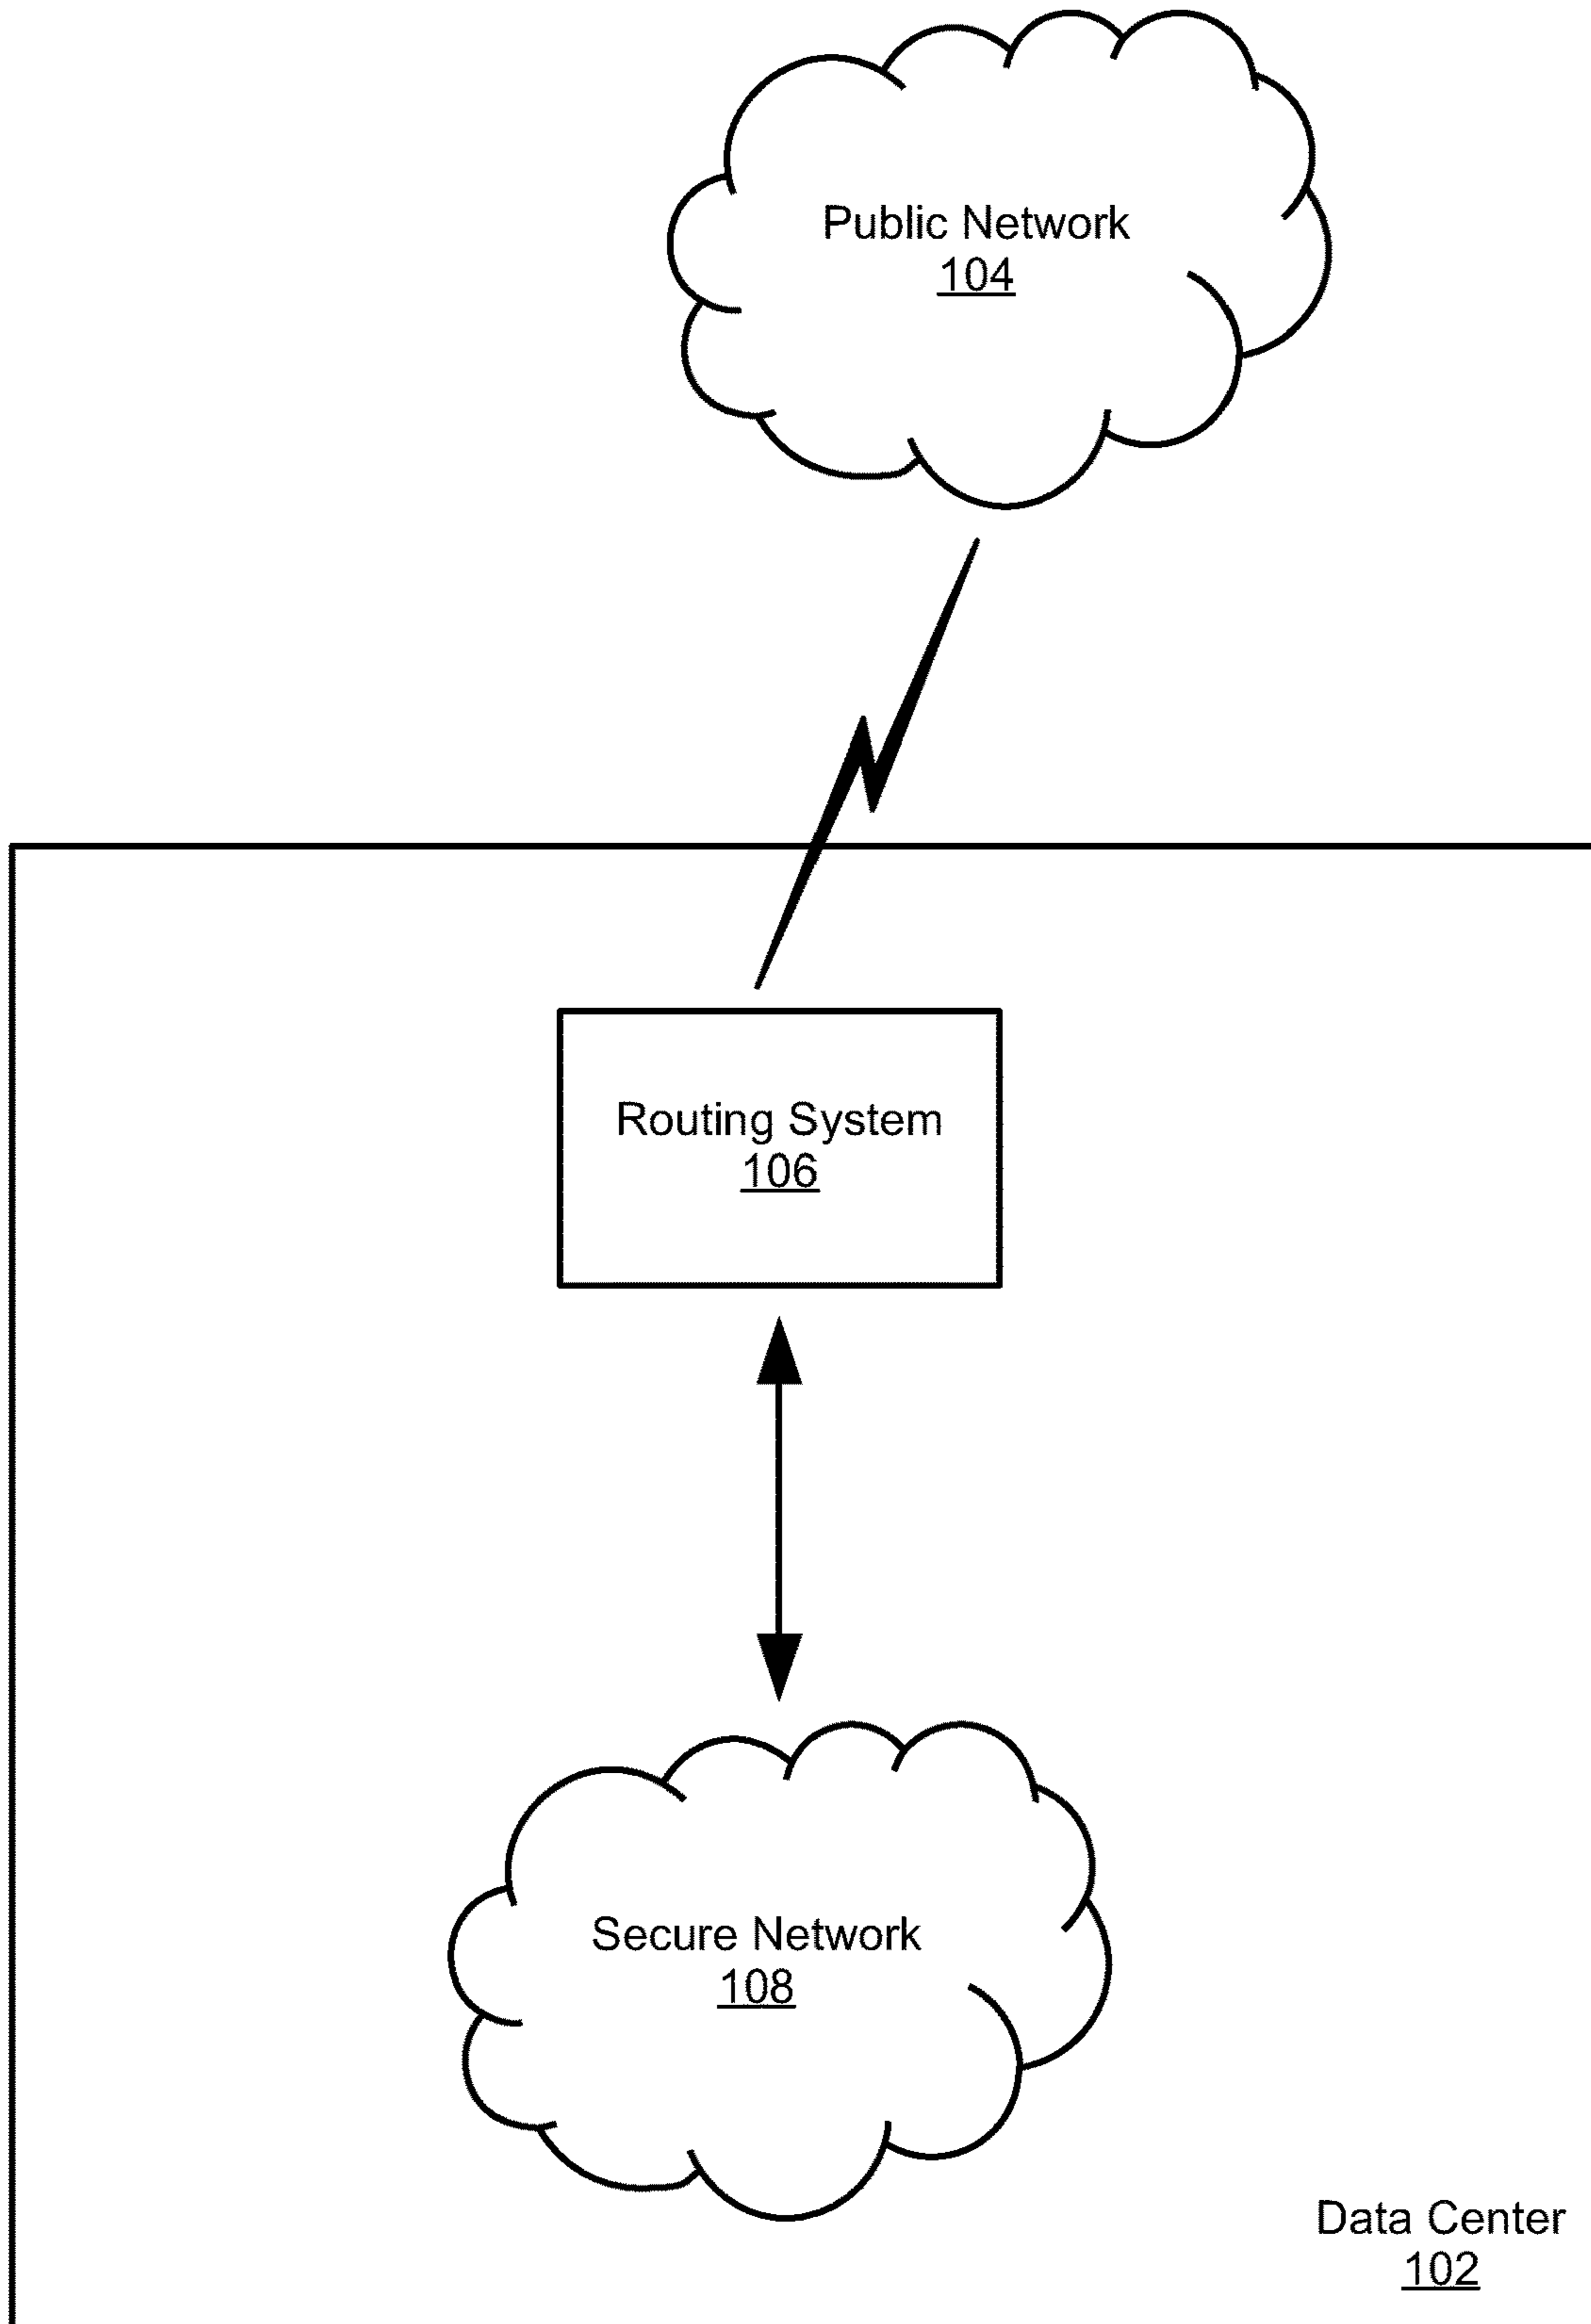 Public Network
104
Routing System
106
Secure Network
108
Data Center
102